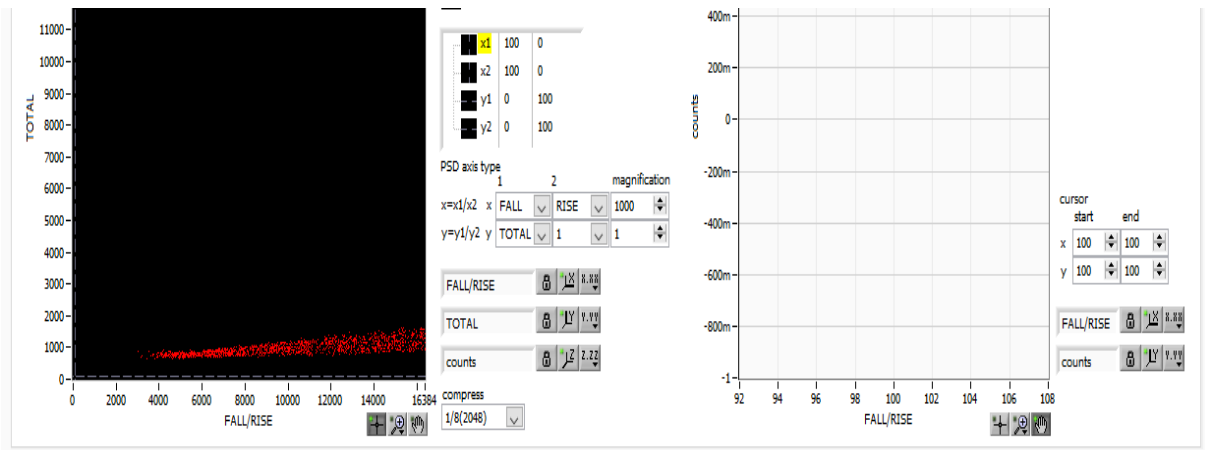 11000
10000
9000
8000
7000
6000
5000
4000
3000
2000
1000
0
TOTAL
0 2000 4000 6000 8000 10000 12000 14000 16384
FALL/RISE
x1 100 0
x2 100 0
y1 0 100
y2 0 100
PSD axis type
1 2 magnification
x=x1/x2 x FALL RISE 1000
y=y1/y2 y TOTAL 1 1
FALL/RISE X X.XX
TOTAL Y Y.YY
counts Z Z.ZZ
compress
1/8(2048)
400m
200m
0
-200m
-400m
-600m
-800m
-1
counts
92 94 96 98 100 102 104 106 108
FALL/RISE
cursor
start end
x 100 100
y 100 100
FALL/RISE X X.XX
counts Y Y.YY